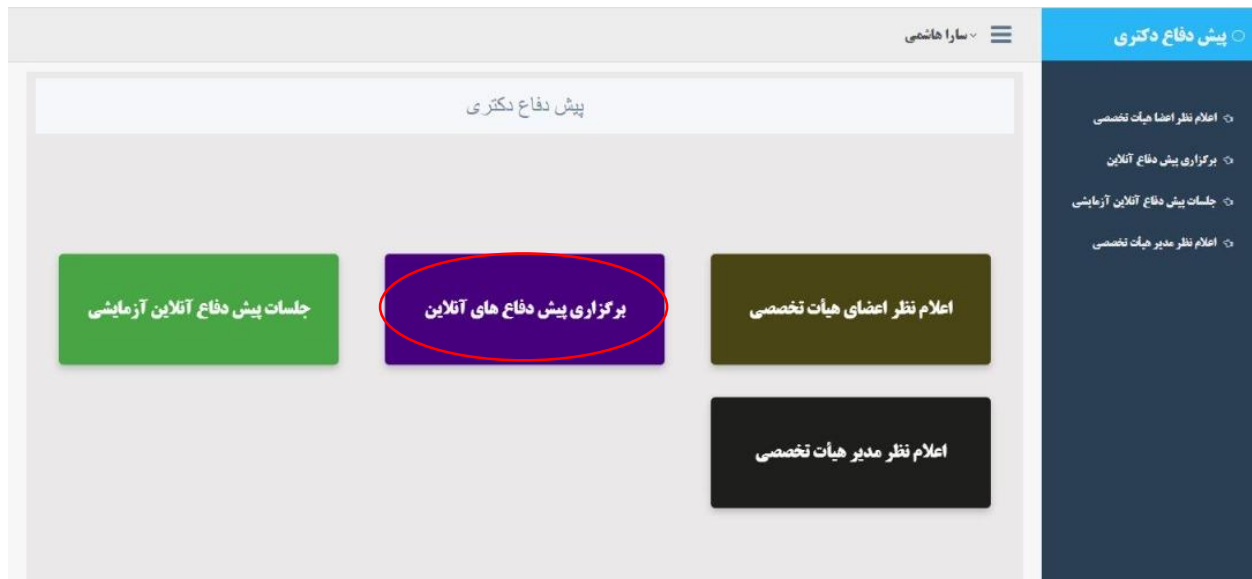 پیش دفاع دکتری
سارا هاشمی
اعلام نظر اعضا هیأت تخصصی
برگزاری پیش دفاع آنلاین
جلسات پیش دفاع آنلاین آزمایشی
اعلام نظر مدیر هیأت تخصصی
پیش دفاع دکتری
اعلام نظر اعضای هیأت تخصصی
برگزاری پیش دفاع های آنلاین
جلسات پیش دفاع آنلاین آزمایشی
اعلام نظر مدیر هیأت تخصصی